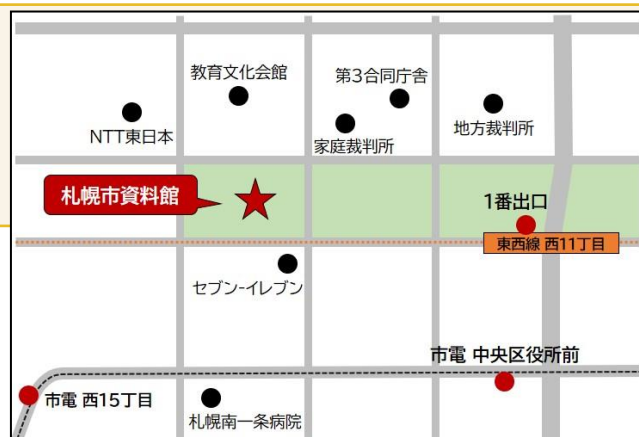 教育文化会館
第3合同庁舎
NTT東日本
家庭裁判所
地方裁判所
札幌市資料館
1番出口
東西線 西11丁目
セブン-イレブン
市電 中央区役所前
市電 西15丁目
札幌南一条病院